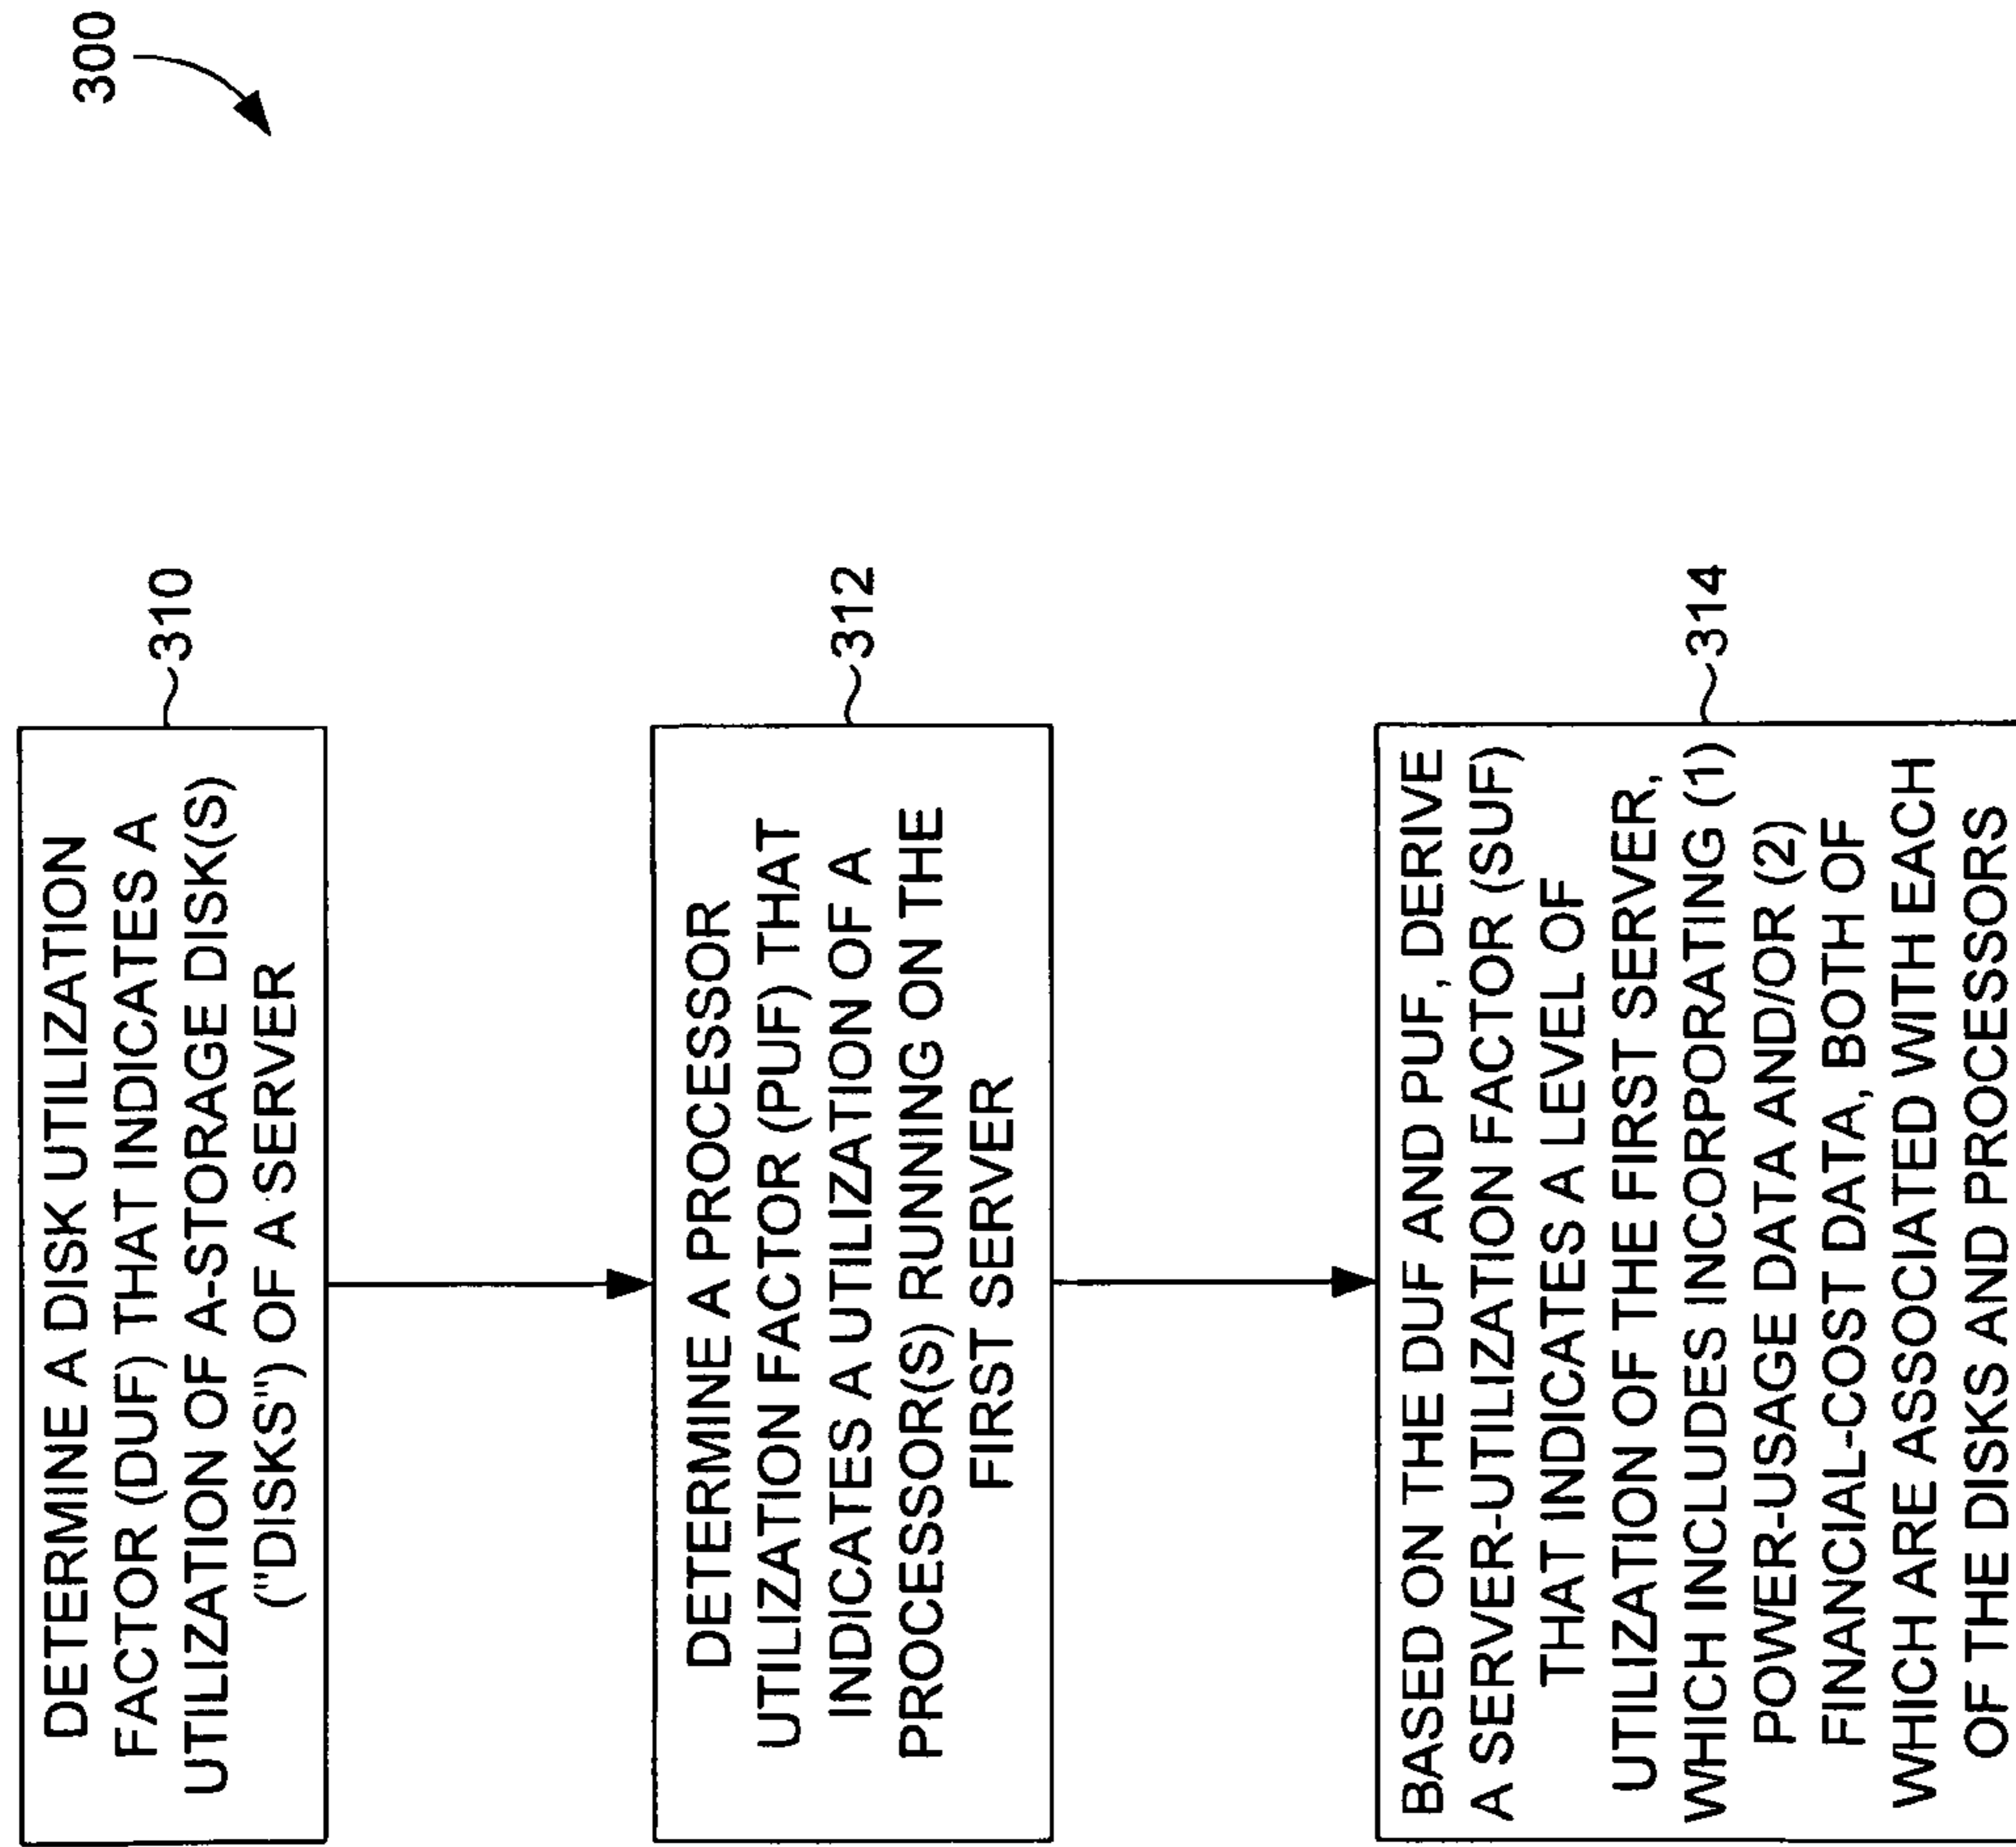 300
DETERMINE A DISK UTILIZATION
FACTOR (DUF) THAT INDICATES A
UTILIZATION OF A-STORAGE DISK(S)
("DISKS") OF A SERVER
310
DETERMINE A PROCESSOR
UTILIZATION FACTOR (PUF) THAT
INDICATES A UTILIZATION OF A
PROCESSOR(S) RUNNING ON THE
FIRST SERVER
312
BASED ON THE DUF AND PUF, DERIVE
A SERVER-UTILIZATION FACTOR (SUF)
THAT INDICATES A LEVEL OF
UTILIZATION OF THE FIRST SERVER,
WHICH INCLUDES INCORPORATING (1)
POWER-USAGE DATA AND/OR (2)
FINANCIAL-COST DATA, BOTH OF
WHICH ARE ASSOCIATED WITH EACH
OF THE DISKS AND PROCESSORS
314